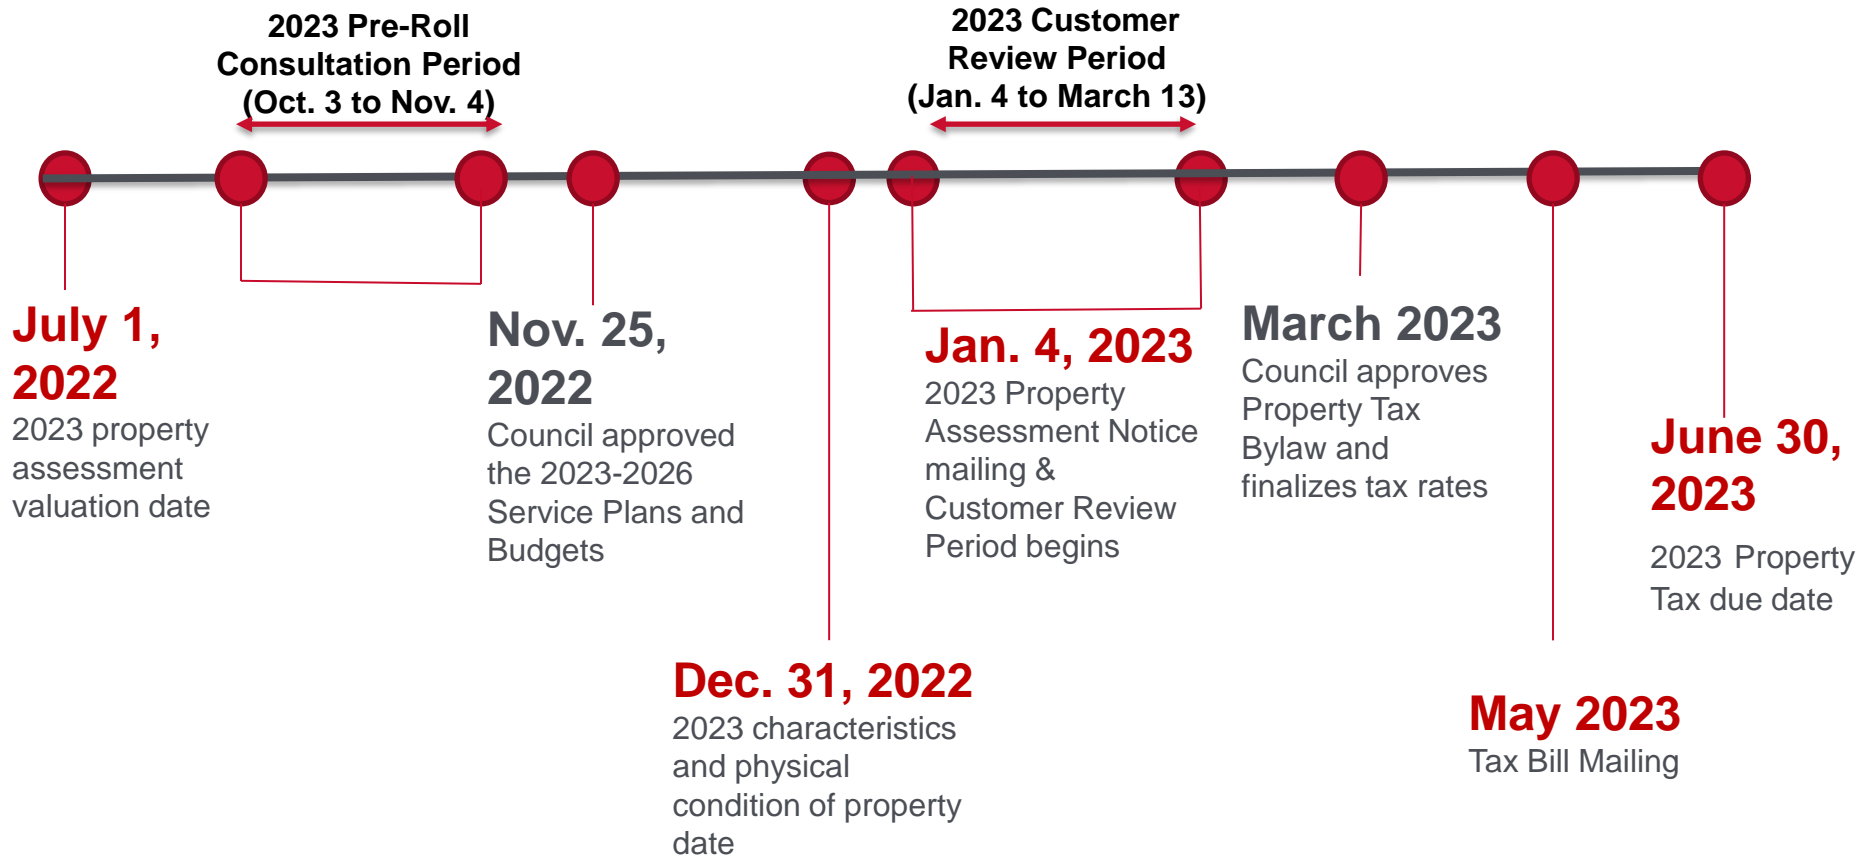 2023 Pre-Roll
Consultation Period
(Oct. 3 to Nov. 4)
2023 Customer
Review Period
(Jan. 4 to March 13)
July 1,
2022
2023 property
assessment
valuation date
Nov. 25,
2022
Council approved
the 2023-2026
Service Plans and
Budgets
Dec. 31, 2022
2023 characteristics
and physical
condition of property
date
Jan. 4, 2023
2023 Property
Assessment Notice
mailing &
Customer Review
Period begins
March 2023
Council approves
Property Tax
Bylaw and
finalizes tax rates
May 2023
Tax Bill Mailing
June 30,
2023
2023 Property
Tax due date